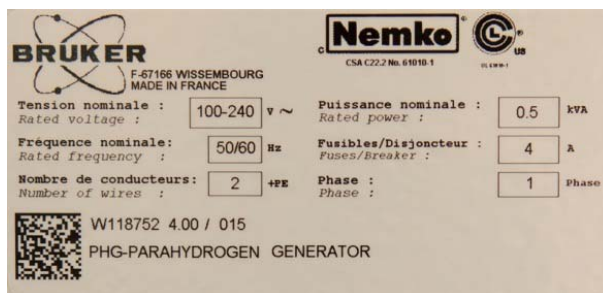 BRUKER
F-67166 WISSEMBOURG
MADE IN FRANCE
c Nemko ®
CSA C22.2 No. 61010-1
C L ® US
Tension nominale : 100-240 V ~
Rated voltage :
Puissance nominale : 0.5 kVA
Rated power :
Fréquence nominale: 50/60 Hz
Rated frequency :
Fusibles/Disjoncteur : 4 A
Fuses/Breaker :
Nombre de conducteurs: 2 +PE
Number of wires :
Phase : 1 Phase
Phase :
W118752 4.00 / 015
PHG-PARAHYDROGEN GENERATOR